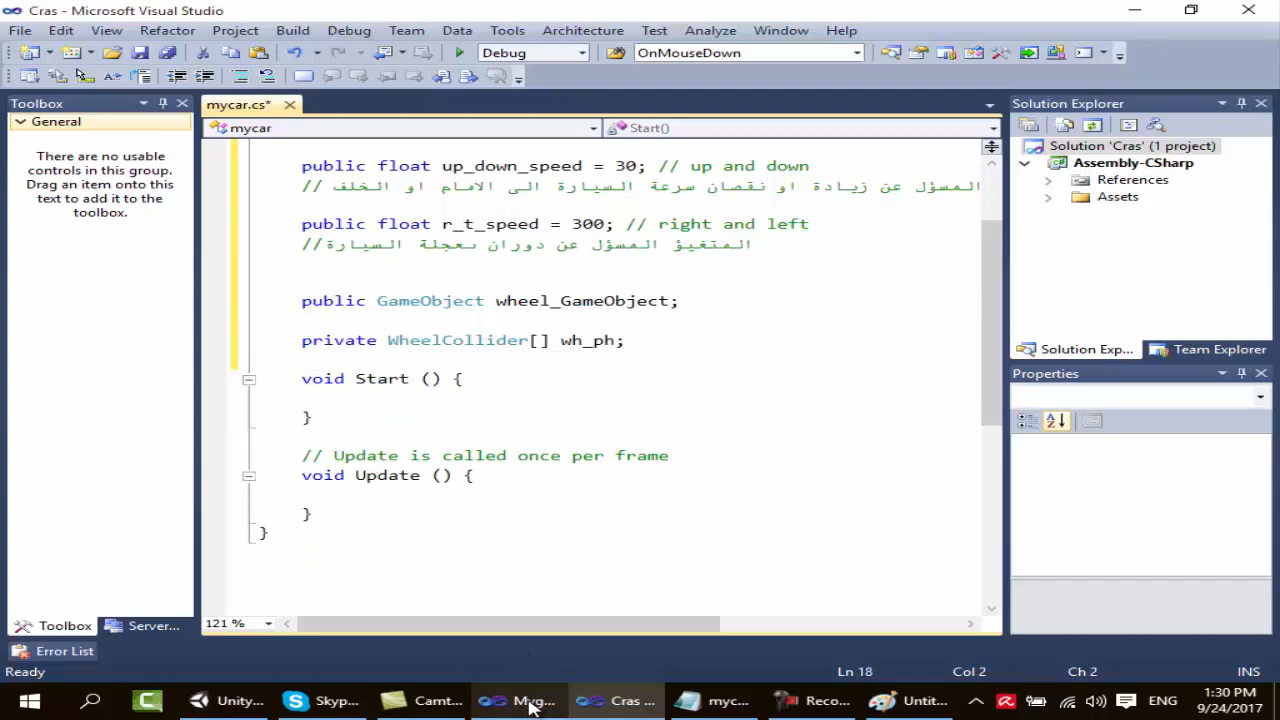 Cras - Microsoft Visual Studio
File Edit View Refactor Project Build Debug Team Data Tools Architecture Test Analyze Window Help
Debug OnMouseDown
Toolbox
General
There are no usable
controls in this group.
Drag an item onto this
text to add it to the
toolbox.
Toolbox Server...
mycar.cs*
mycar Start()
public float up_down_speed = 30; // up and down
// المسؤل عن زيادة او نقصان سرعة السيارة الى الامام او الخلف
public float r_t_speed = 300; // right and left
//المتغيؤ المسؤل عن دوران بعجلة السيارة
public GameObject wheel_GameObject;
private WheelCollider[] wh_ph;
void Start () {
}
// Update is called once per frame
void Update () {
}
}
121 %
Solution Explorer
Solution 'Cras' (1 project)
Assembly-CSharp
References
Assets
Solution Exp... Team Explorer
Properties
Error List
Ready Ln 18 Col 2 Ch 2 INS
Unity... Skyp... Camt... Myg... Cras ... myc... Reco... Untit... ENG
1:30 PM
9/24/2017